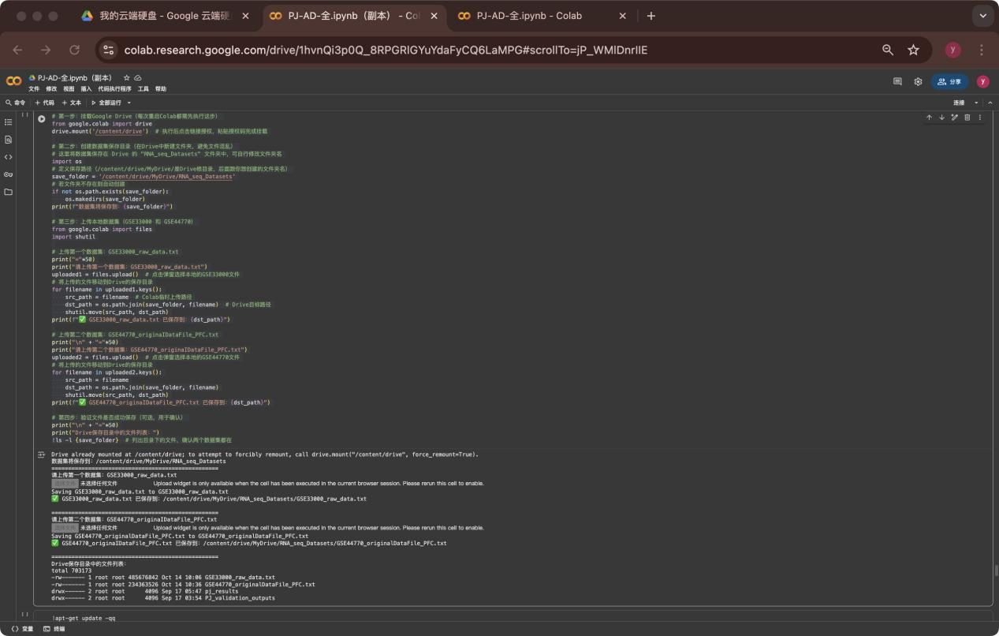 我的云端硬盘 - Google 云端硬
PJ-AD-全.ipynb（副本） - Co
PJ-AD-全.ipynb - Colab
colab.research.google.com/drive/1hvnQi3p0Q_8RPGRIGYuYdaFyCQ6LaMPG#scrollTo=jP_WMlDnrIIE
y
PJ-AD-全.ipynb（副本）
文件 修改 视图 插入 代码执行程序 工具 帮助
分享
y
命令 + 代码 + 文本 全部运行
连接
[ ]
# 第一步：挂载Google Drive（每次重启Colab都需先执行这步）
from google.colab import drive
drive.mount('/content/drive')  # 执行后点击链接授权，粘贴授权码完成挂载
# 第二步：创建数据集保存目录（在Drive中新建文件夹，避免文件混乱）
# 这里将数据集保存在 Drive 的 "RNA_seq_Datasets" 文件夹中，可自行修改文件夹名
import os
# 定义保存路径（/content/drive/MyDrive/是Drive根目录，后面跟你想创建的文件夹名）
save_folder = '/content/drive/MyDrive/RNA_seq_Datasets'
# 若文件夹不存在则自动创建
if not os.path.exists(save_folder):
    os.makedirs(save_folder)
print(f"数据集将保存到：{save_folder}")
# 第三步：上传本地数据集（GSE33000 和 GSE44770）
from google.colab import files
import shutil
# 上传第一个数据集：GSE33000_raw_data.txt
print("="*50)
print("请上传第一个数据集：GSE33000_raw_data.txt")
uploaded1 = files.upload()  # 点击弹窗选择本地的GSE33000文件
# 将上传的文件移动到Drive的保存目录
for filename in uploaded1.keys():
    src_path = filename  # Colab临时上传路径
    dst_path = os.path.join(save_folder, filename)  # Drive目标路径
    shutil.move(src_path, dst_path)
print(f"✅ GSE33000_raw_data.txt 已保存到：{dst_path}")
# 上传第二个数据集：GSE44770_originaIDataFile_PFC.txt
print("\n" + "="*50)
print("请上传第二个数据集：GSE44770_originaIDataFile_PFC.txt")
uploaded2 = files.upload()  # 点击弹窗选择本地的GSE44770文件
# 将上传的文件移动到Drive的保存目录
for filename in uploaded2.keys():
    src_path = filename
    dst_path = os.path.join(save_folder, filename)
    shutil.move(src_path, dst_path)
print(f"✅ GSE44770_originaIDataFile_PFC.txt 已保存到：{dst_path}")
# 第四步：验证文件是否成功保存（可选，用于确认）
print("\n" + "="*50)
print("Drive保存目录中的文件列表：")
!ls -l {save_folder}  # 列出目录下的文件，确认两个数据集都在
Drive already mounted at /content/drive; to attempt to forcibly remount, call drive.mount("/content/drive", force_remount=True).
数据集将保存到：/content/drive/MyDrive/RNA_seq_Datasets
==================================================
请上传第一个数据集：GSE33000_raw_data.txt
选择文件 未选择任何文件 Upload widget is only available when the cell has been executed in the current browser session. Please rerun this cell to enable.
Saving GSE33000_raw_data.txt to GSE33000_raw_data.txt
✅ GSE33000_raw_data.txt 已保存到：/content/drive/MyDrive/RNA_seq_Datasets/GSE33000_raw_data.txt
==================================================
请上传第二个数据集：GSE44770_originaIDataFile_PFC.txt
选择文件 未选择任何文件 Upload widget is only available when the cell has been executed in the current browser session. Please rerun this cell to enable.
Saving GSE44770_originalDataFile_PFC.txt to GSE44770_originalDataFile_PFC.txt
✅ GSE44770_originaIDataFile_PFC.txt 已保存到：/content/drive/MyDrive/RNA_seq_Datasets/GSE44770_originalDataFile_PFC.txt
==================================================
Drive保存目录中的文件列表：
total 703173
-rw------- 1 root root 485676842 Oct 14 10:06 GSE33000_raw_data.txt
-rw------- 1 root root 234363526 Oct 14 10:36 GSE44770_originalDataFile_PFC.txt
drwx------ 2 root root      4096 Sep 17 05:47 pj_results
drwx------ 2 root root      4096 Sep 17 03:54 PJ_validation_outputs
[ ]
!apt-get update -qq
变量 终端